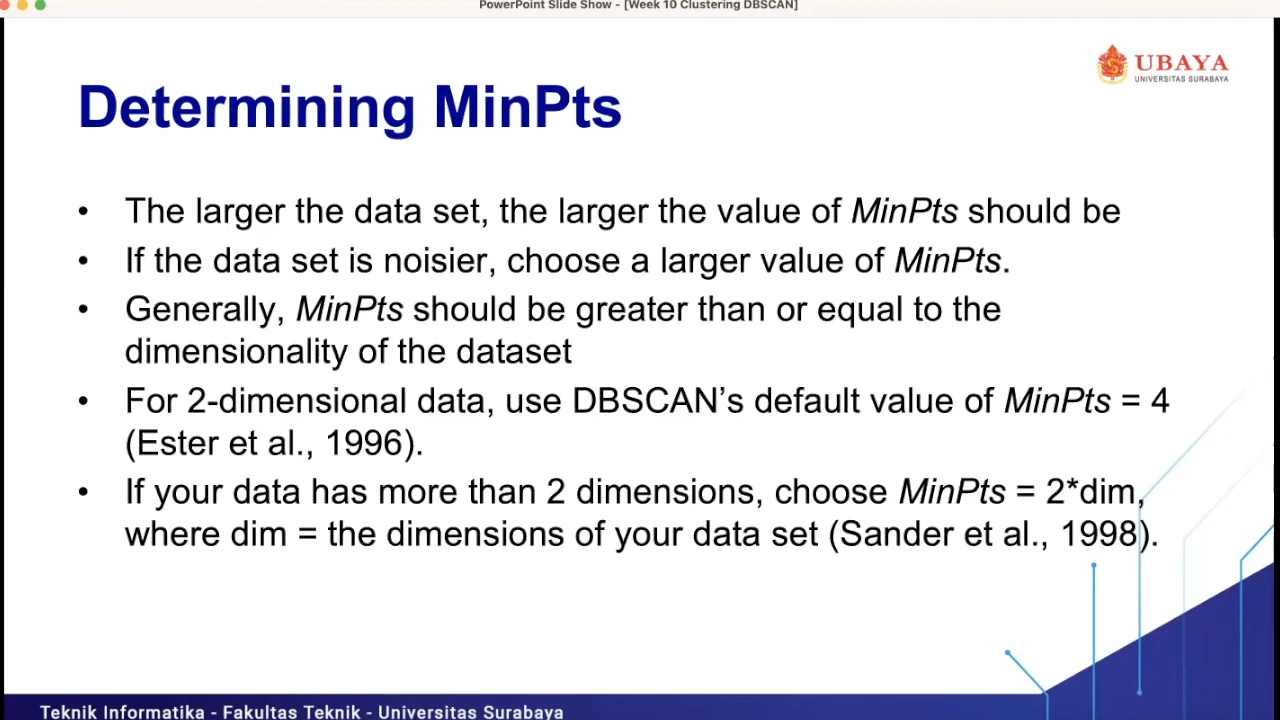 PowerPoint Slide Show - [Week 10 Clustering DBSCAN]
UBAYA
UNIVERSITAS SURABAYA
Determining MinPts
• The larger the data set, the larger the value of MinPts should be
• If the data set is noisier, choose a larger value of MinPts.
• Generally, MinPts should be greater than or equal to the
dimensionality of the dataset
• For 2-dimensional data, use DBSCAN’s default value of MinPts = 4
(Ester et al., 1996).
• If your data has more than 2 dimensions, choose MinPts = 2*dim,
where dim = the dimensions of your data set (Sander et al., 1998).
Teknik Informatika - Fakultas Teknik - Universitas Surabaya